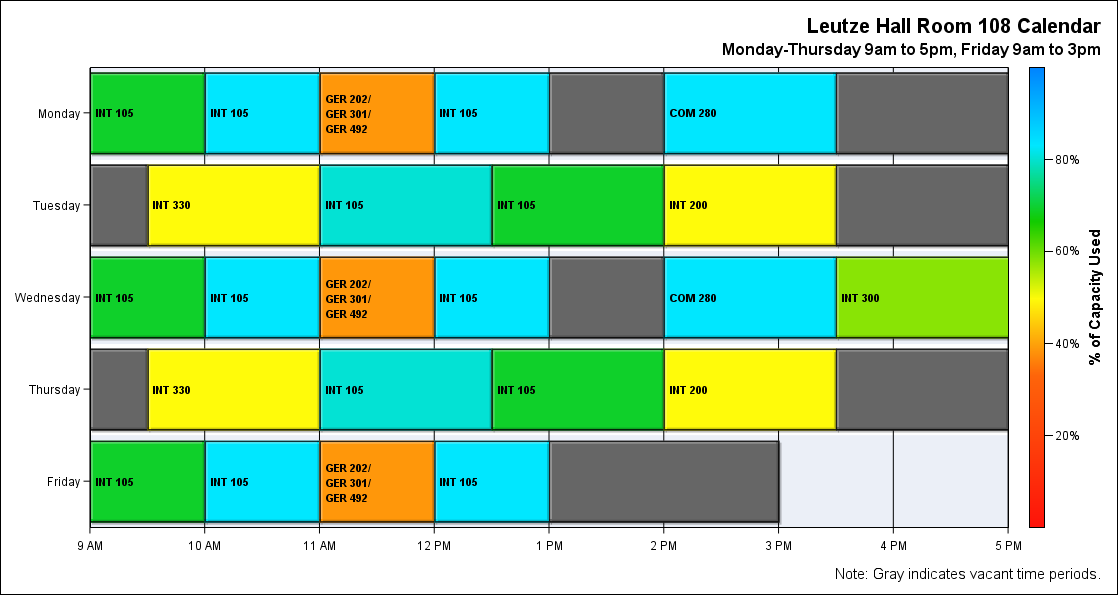 Leutze Hall Room 108 Calendar
Monday-Thursday 9am to 5pm, Friday 9am to 3pm
Monday
INT 105
INT 105
GER 202/
GER 301/
GER 492
INT 105
COM 280
Tuesday
INT 330
INT 105
INT 105
INT 200
Wednesday
INT 105
INT 105
GER 202/
GER 301/
GER 492
INT 105
COM 280
INT 300
Thursday
INT 330
INT 105
INT 105
INT 200
Friday
INT 105
INT 105
GER 202/
GER 301/
GER 492
INT 105
9 AM
10 AM
11 AM
12 PM
1 PM
2 PM
3 PM
4 PM
5 PM
80%
60%
40%
20%
% of Capacity Used
Note: Gray indicates vacant time periods.